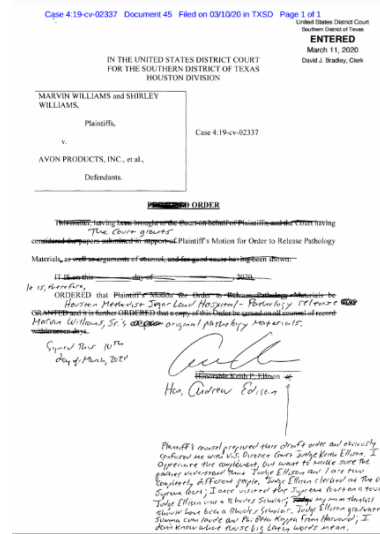 Case 4:19-cv-02337 Document 45 Filed on 03/10/20 in TXSD Page 1 of 1
United States District Court
Southern District of Texas
ENTERED
March 11, 2020
David J. Bradley, Clerk
IN THE UNITED STATES DISTRICT COURT
FOR THE SOUTHERN DISTRICT OF TEXAS
HOUSTON DIVISION
MARVIN WILLIAMS and SHIRLEY
WILLIAMS,
Plaintiffs,
v.
Case 4:19-cv-02337
AVON PRODUCTS, INC., et al.,
Defendants.
ORDER
This matter, having been brought to the Court on behalf of Plaintiffs, and the Court having
The Court grants
considered the papers submitted in support of Plaintiff's Motion for Order to Release Pathology
Materials, as well as arguments of counsel, and for good cause having been shown.
IT IS on this day of , 2020,
It is, therefore,
ORDERED that Plaintiff's Motion for Order to Release Pathology Materials be
Houston Methodist Sugar Land Hospital - Pathology release
GRANTED and it is further ORDERED that a copy of this Order be served on all counsel of record
Marvin Williams, Sr.'s original pathology materials.
within seven days.
Signed this 10th
day of March, 2020
Honorable Keith P. Ellison
Hon. Andrew Edison
Plaintiff's counsel prepared this draft order and obviously
confused me with U.S. District Court Judge Keith Ellison. I
appreciate the compliment, but want to make sure the
parties understand that Judge Ellison and I are two
completely different people. Judge Ellison clerked at the U.S.
Supreme Court; I once visited the Supreme Court on a tour.
Judge Ellison was a Rhodes Scholar; my mom thinks I
should have been a Rhodes Scholar. Judge Ellison graduated
Summa cum laude and Phi Beta Kappa from Harvard; I
don't know what those big Latin words mean.